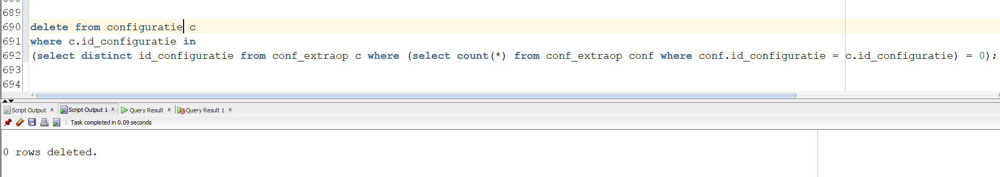 689
690 delete from configuratie c
691 where c.id_configuratie in
692 (select distinct id_configuratie from conf_extraop c where (select count(*) from conf_extraop conf where conf.id_configuratie = c.id_configuratie) = 0);
693
694
Script Output x Script Output 1 x Query Result x Query Result 1 x
Task completed in 0.09 seconds
0 rows deleted.